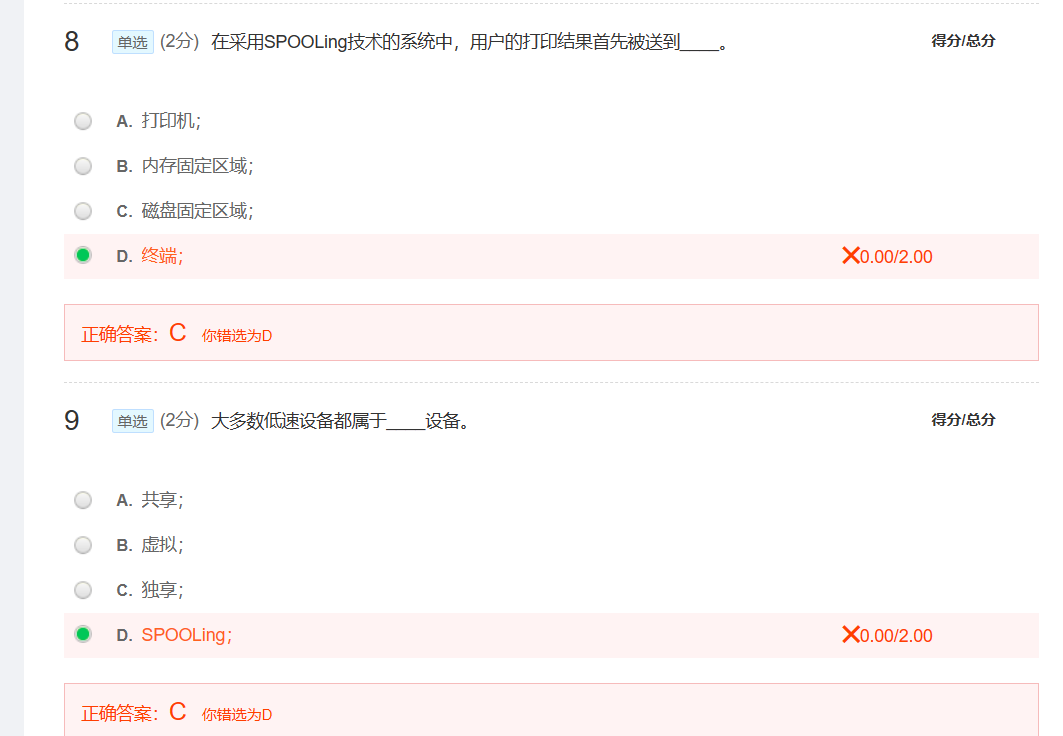 8 单选 (2分) 在采用SPOOLing技术的系统中，用户的打印结果首先被送到____。 得分/总分
A. 打印机；
B. 内存固定区域；
C. 磁盘固定区域；
D. 终端； ×0.00/2.00
正确答案：C 你错选为D
9 单选 (2分) 大多数低速设备都属于____设备。 得分/总分
A. 共享；
B. 虚拟；
C. 独享；
D. SPOOLing； ×0.00/2.00
正确答案：C 你错选为D